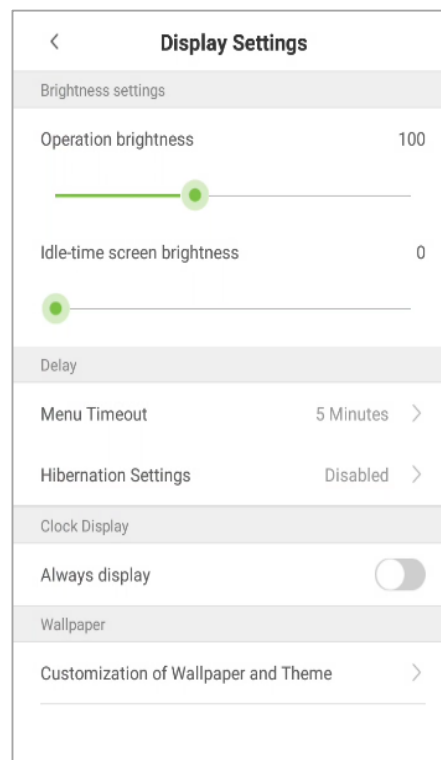 Display Settings
Brightness settings
Operation brightness 100
Idle-time screen brightness 0
Delay
Menu Timeout 5 Minutes
Hibernation Settings Disabled
Clock Display
Always display
Wallpaper
Customization of Wallpaper and Theme